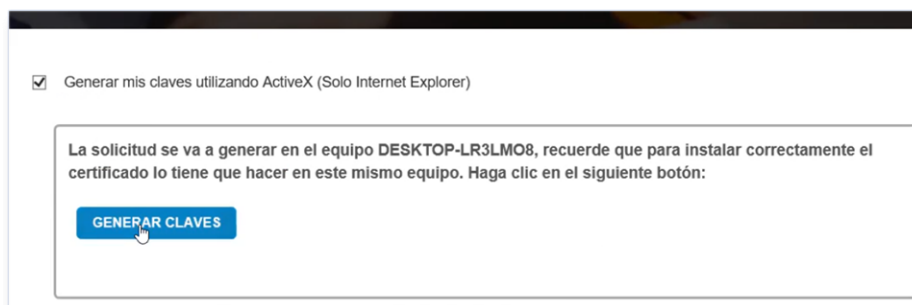 Generar mis claves utilizando ActiveX (Solo Internet Explorer)
La solicitud se va a generar en el equipo DESKTOP-LR3LMO8, recuerde que para instalar correctamente el
certificado lo tiene que hacer en este mismo equipo. Haga clic en el siguiente botón:
GENERAR CLAVES